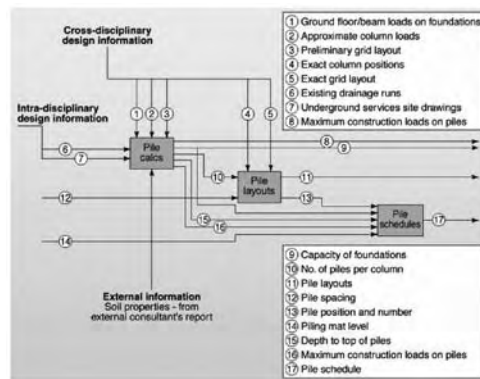 Cross-disciplinary
design information
① Ground floor/beam loads on foundations
② Approximate column loads
③ Preliminary grid layout
④ Exact column positions
⑤ Exact grid layout
⑥ Existing drainage runs
⑦ Underground services site drawings
⑧ Maximum construction loads on piles
① ② ③ ④ ⑤
Intra-disciplinary
design information
⑥
⑦
Pile
calcs
⑧
⑨
⑩
Pile
layouts
⑪
⑫
⑬
⑮
⑯
Pile
schedules
⑰
⑭
External information
Soil properties - from
external consultant's report
⑨ Capacity of foundations
⑩ No. of piles per column
⑪ Pile layouts
⑫ Pile spacing
⑬ Pile position and number
⑭ Piling mat level
⑮ Depth to top of piles
⑯ Maximum construction loads on piles
⑰ Pile schedule